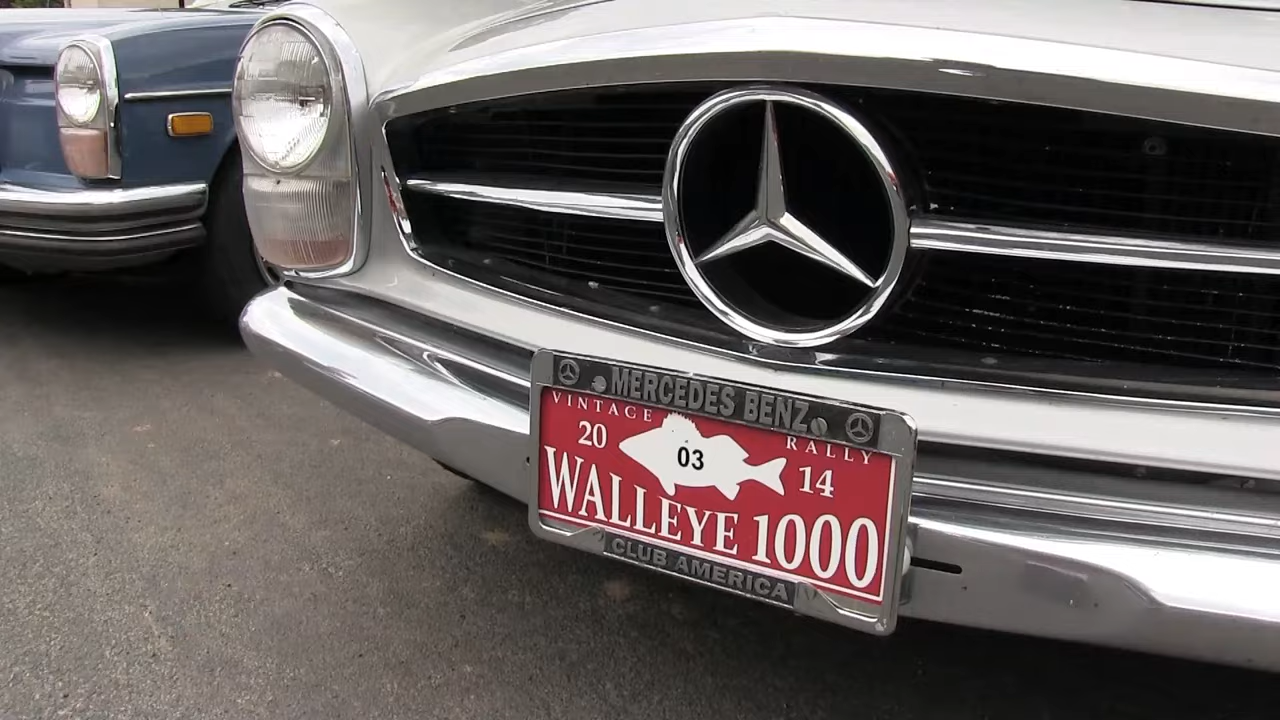 MERCEDES BENZ
VINTAGE RALLY
20 03 14
WALLEYE 1000
CLUB AMERICA